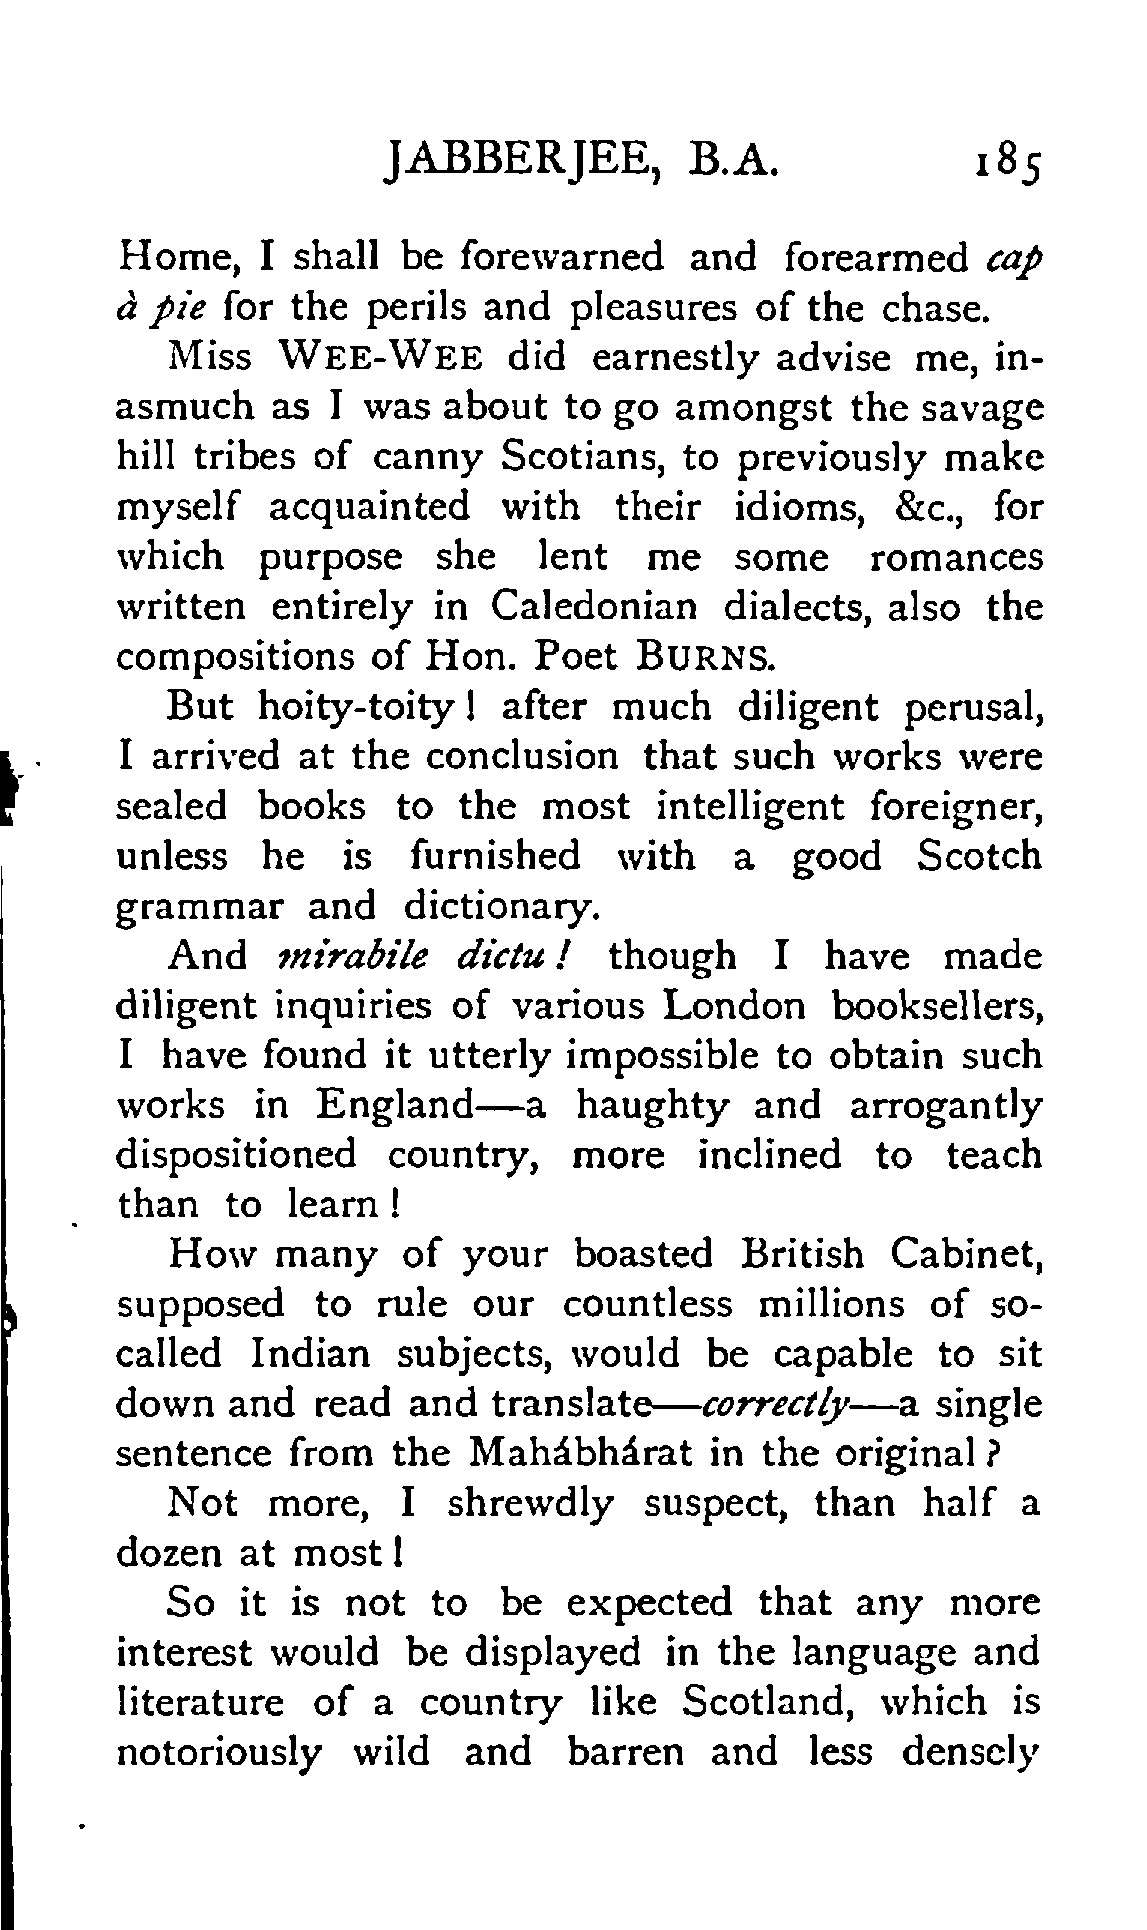 JABBERJEE, B.A. 185
Home, I shall be forewarned and forearmed cap
à pie for the perils and pleasures of the chase.
Miss WEE-WEE did earnestly advise me, in-
asmuch as I was about to go amongst the savage
hill tribes of canny Scotians, to previously make
myself acquainted with their idioms, &c., for
which purpose she lent me some romances
written entirely in Caledonian dialects, also the
compositions of Hon. Poet BURNS.
But hoity-toity! after much diligent perusal,
I arrived at the conclusion that such works were
sealed books to the most intelligent foreigner,
unless he is furnished with a good Scotch
grammar and dictionary.
And mirabile dictu! though I have made
diligent inquiries of various London booksellers,
I have found it utterly impossible to obtain such
works in England—a haughty and arrogantly
dispositioned country, more inclined to teach
than to learn!
How many of your boasted British Cabinet,
supposed to rule our countless millions of so-
called Indian subjects, would be capable to sit
down and read and translate—correctly—a single
sentence from the Mahábhárat in the original?
Not more, I shrewdly suspect, than half a
dozen at most!
So it is not to be expected that any more
interest would be displayed in the language and
literature of a country like Scotland, which is
notoriously wild and barren and less densely